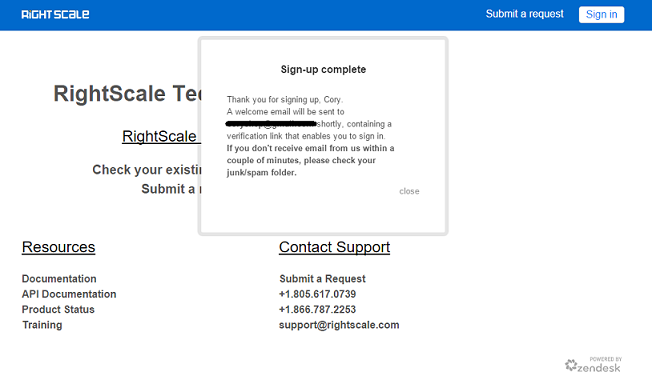 RIGHTSCALE
Submit a request
Sign in
Sign-up complete
RightScale Tec
Thank you for signing up, Cory.
A welcome email will be sent to
shortly, containing a
verification link that enables you to sign in.
If you don't receive email from us within a
couple of minutes, please check your
junk/spam folder.
close
RightScale
Check your existin
Submit a r
Resources
Documentation
API Documentation
Product Status
Training
Contact Support
Submit a Request
+1.805.617.0739
+1.866.787.2253
support@rightscale.com
POWERED BY
zendesk